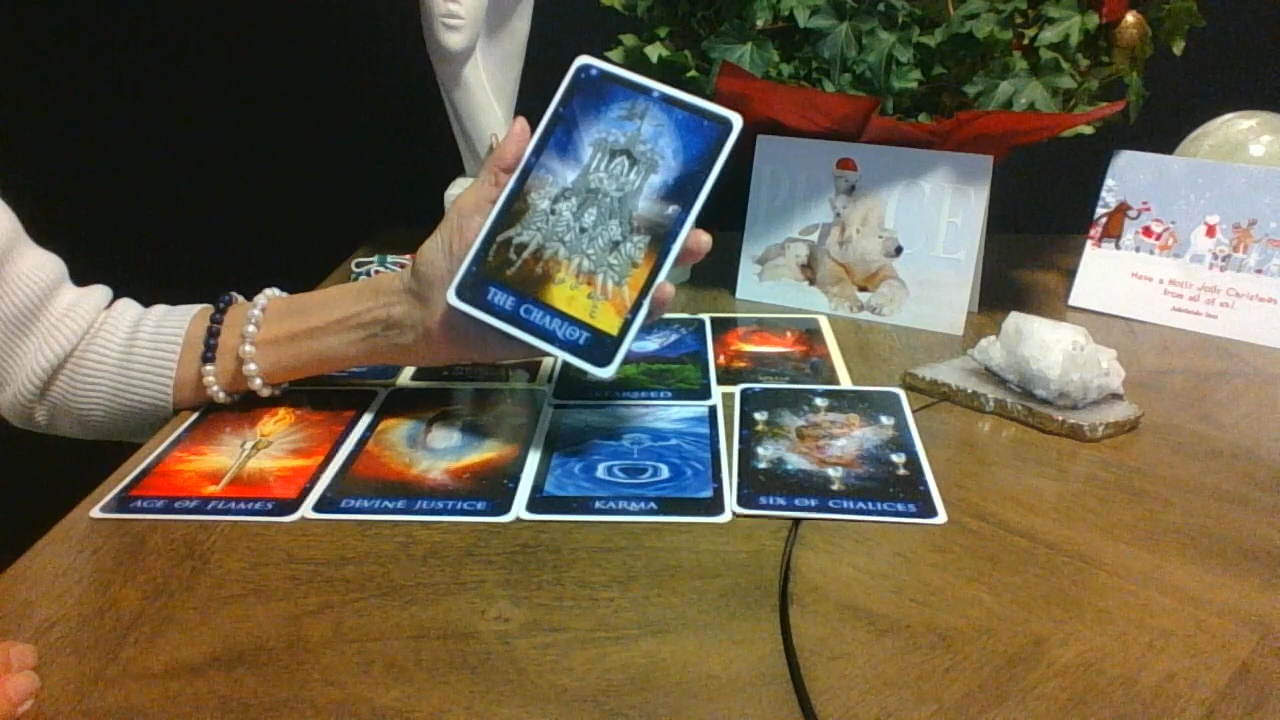 THE CHARIOT
PEACE
Have a Holly Jolly Christmas
from all of us!
STARSEED
AGE OF FLAMES
DIVINE JUSTICE
KARMA
SIX OF CHALICES